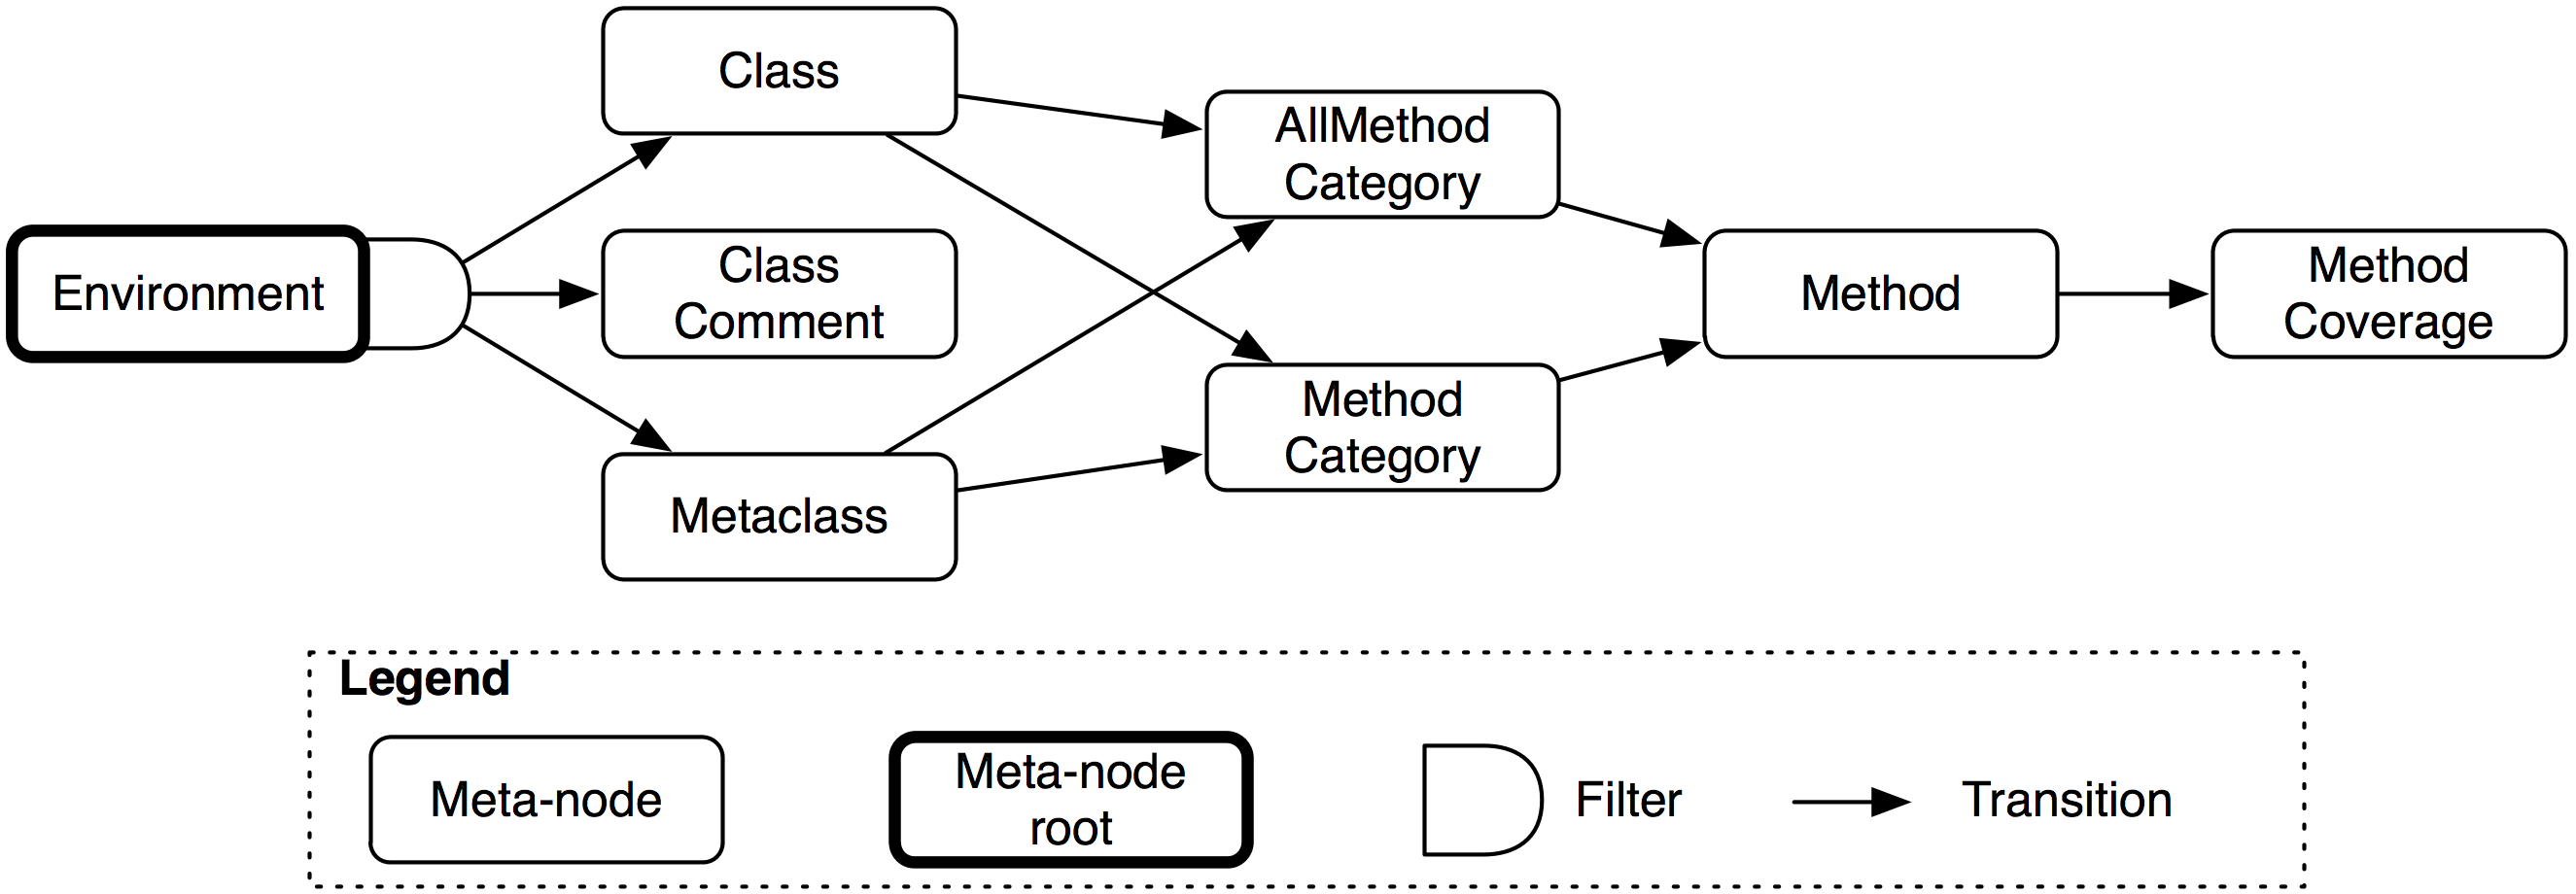 Class
AllMethod
Category
Environment
Class
Comment
Method
Method
Coverage
Method
Category
Metaclass
Legend
Meta-node
Meta-node
root
Filter
Transition